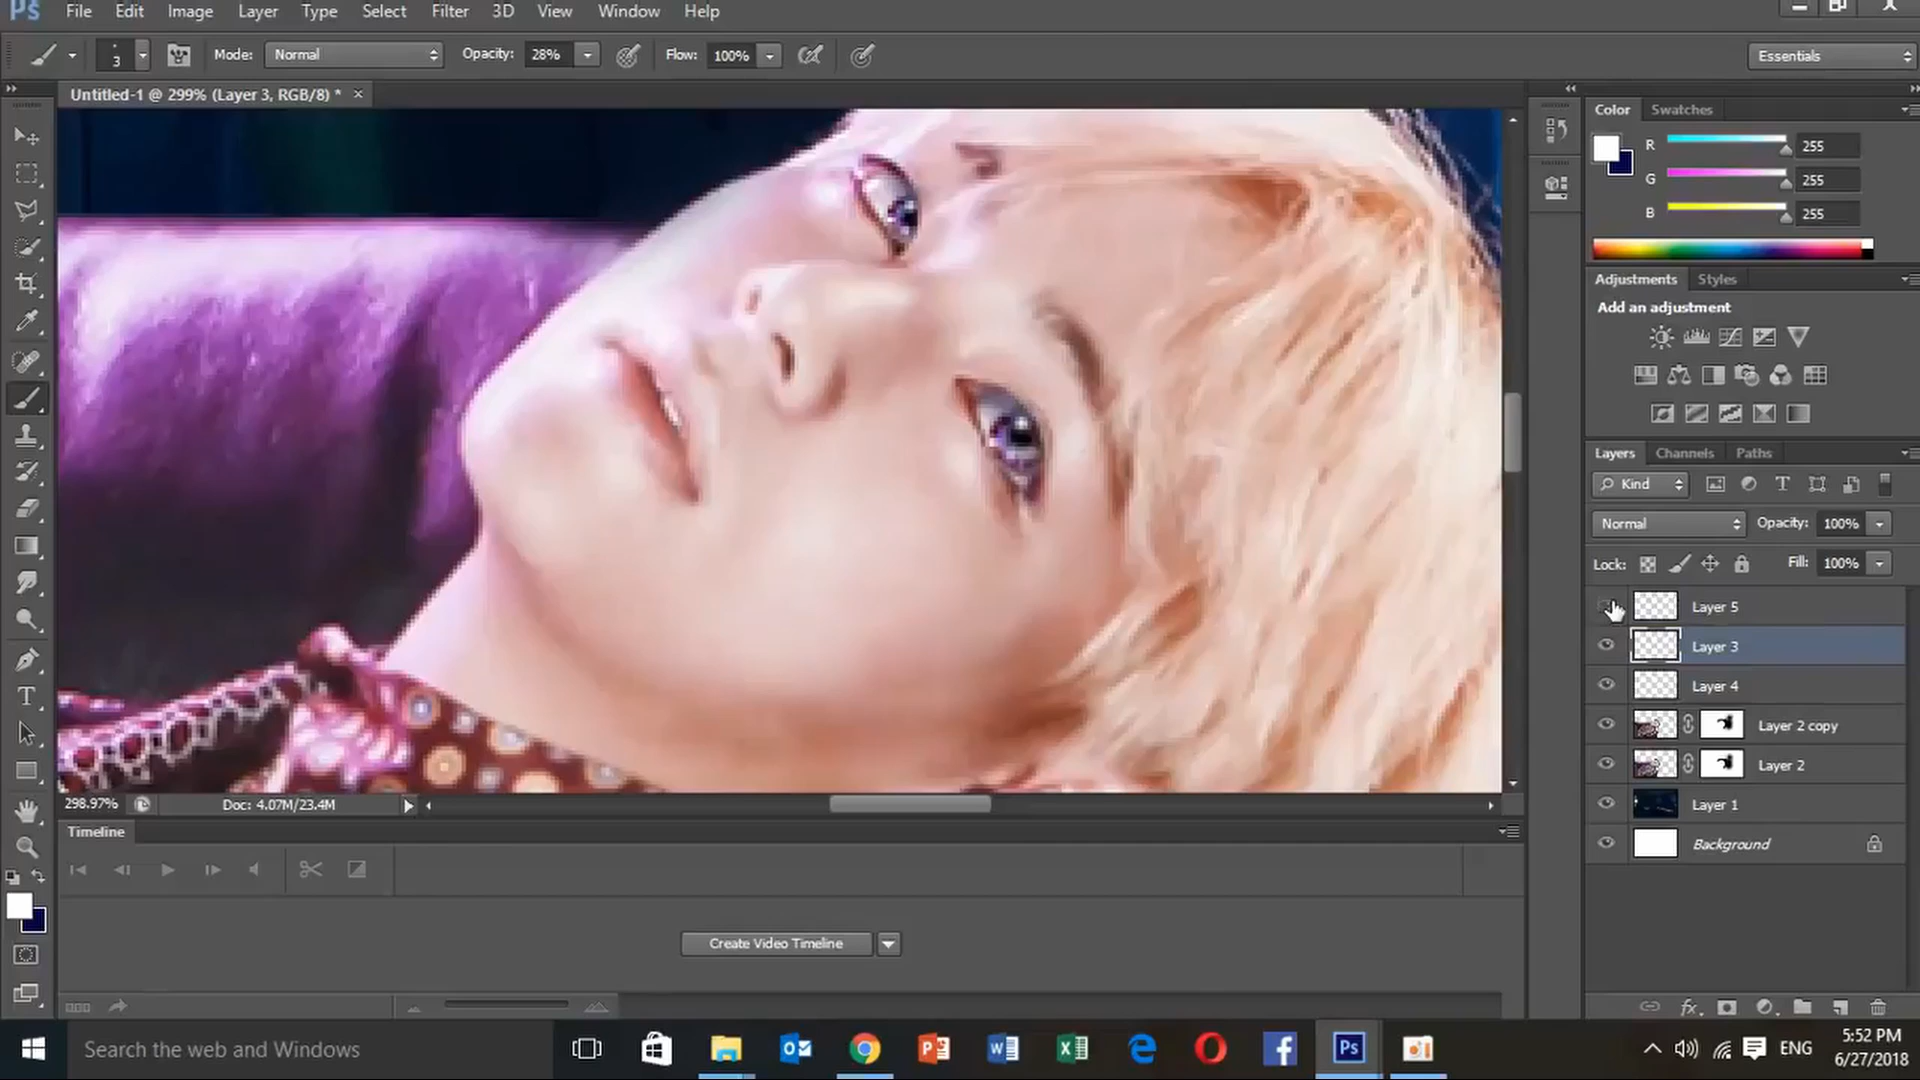 Ps File Edit Image Layer Type Select Filter 3D View Window Help
3 Mode: Normal Opacity: 28% Flow: 100% Essentials
Untitled-1 @ 299% (Layer 3, RGB/8) * ×
Color Swatches
R 255
G 255
B 255
Adjustments Styles
Add an adjustment
Layers Channels Paths
Kind
Normal Opacity: 100%
Lock: Fill: 100%
Layer 5
Layer 3
Layer 4
Layer 2 copy
Layer 2
Layer 1
Background
298.97% Doc: 4.07M/23.4M
Timeline
Create Video Timeline
Search the web and Windows
ENG
5:52 PM
6/27/2018